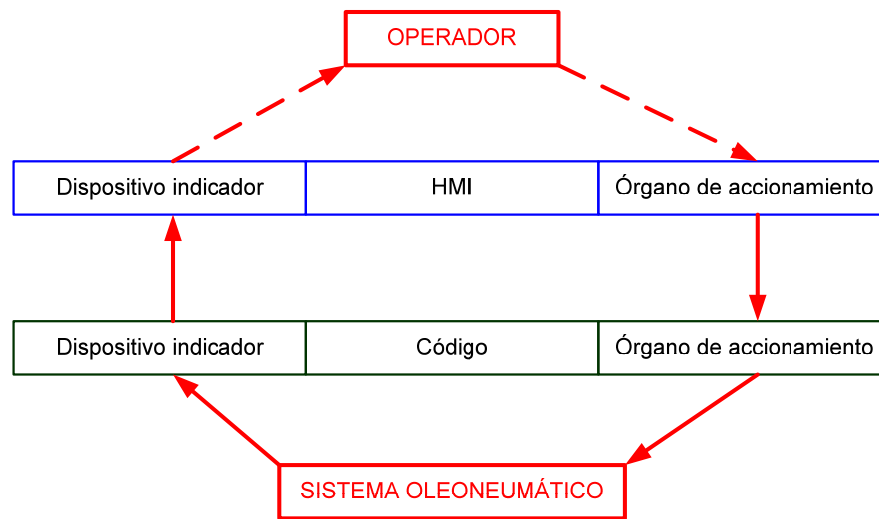 OPERADOR
Dispositivo indicador
HMI
Órgano de accionamiento
Dispositivo indicador
Código
Órgano de accionamiento
SISTEMA OLEONEUMÁTICO